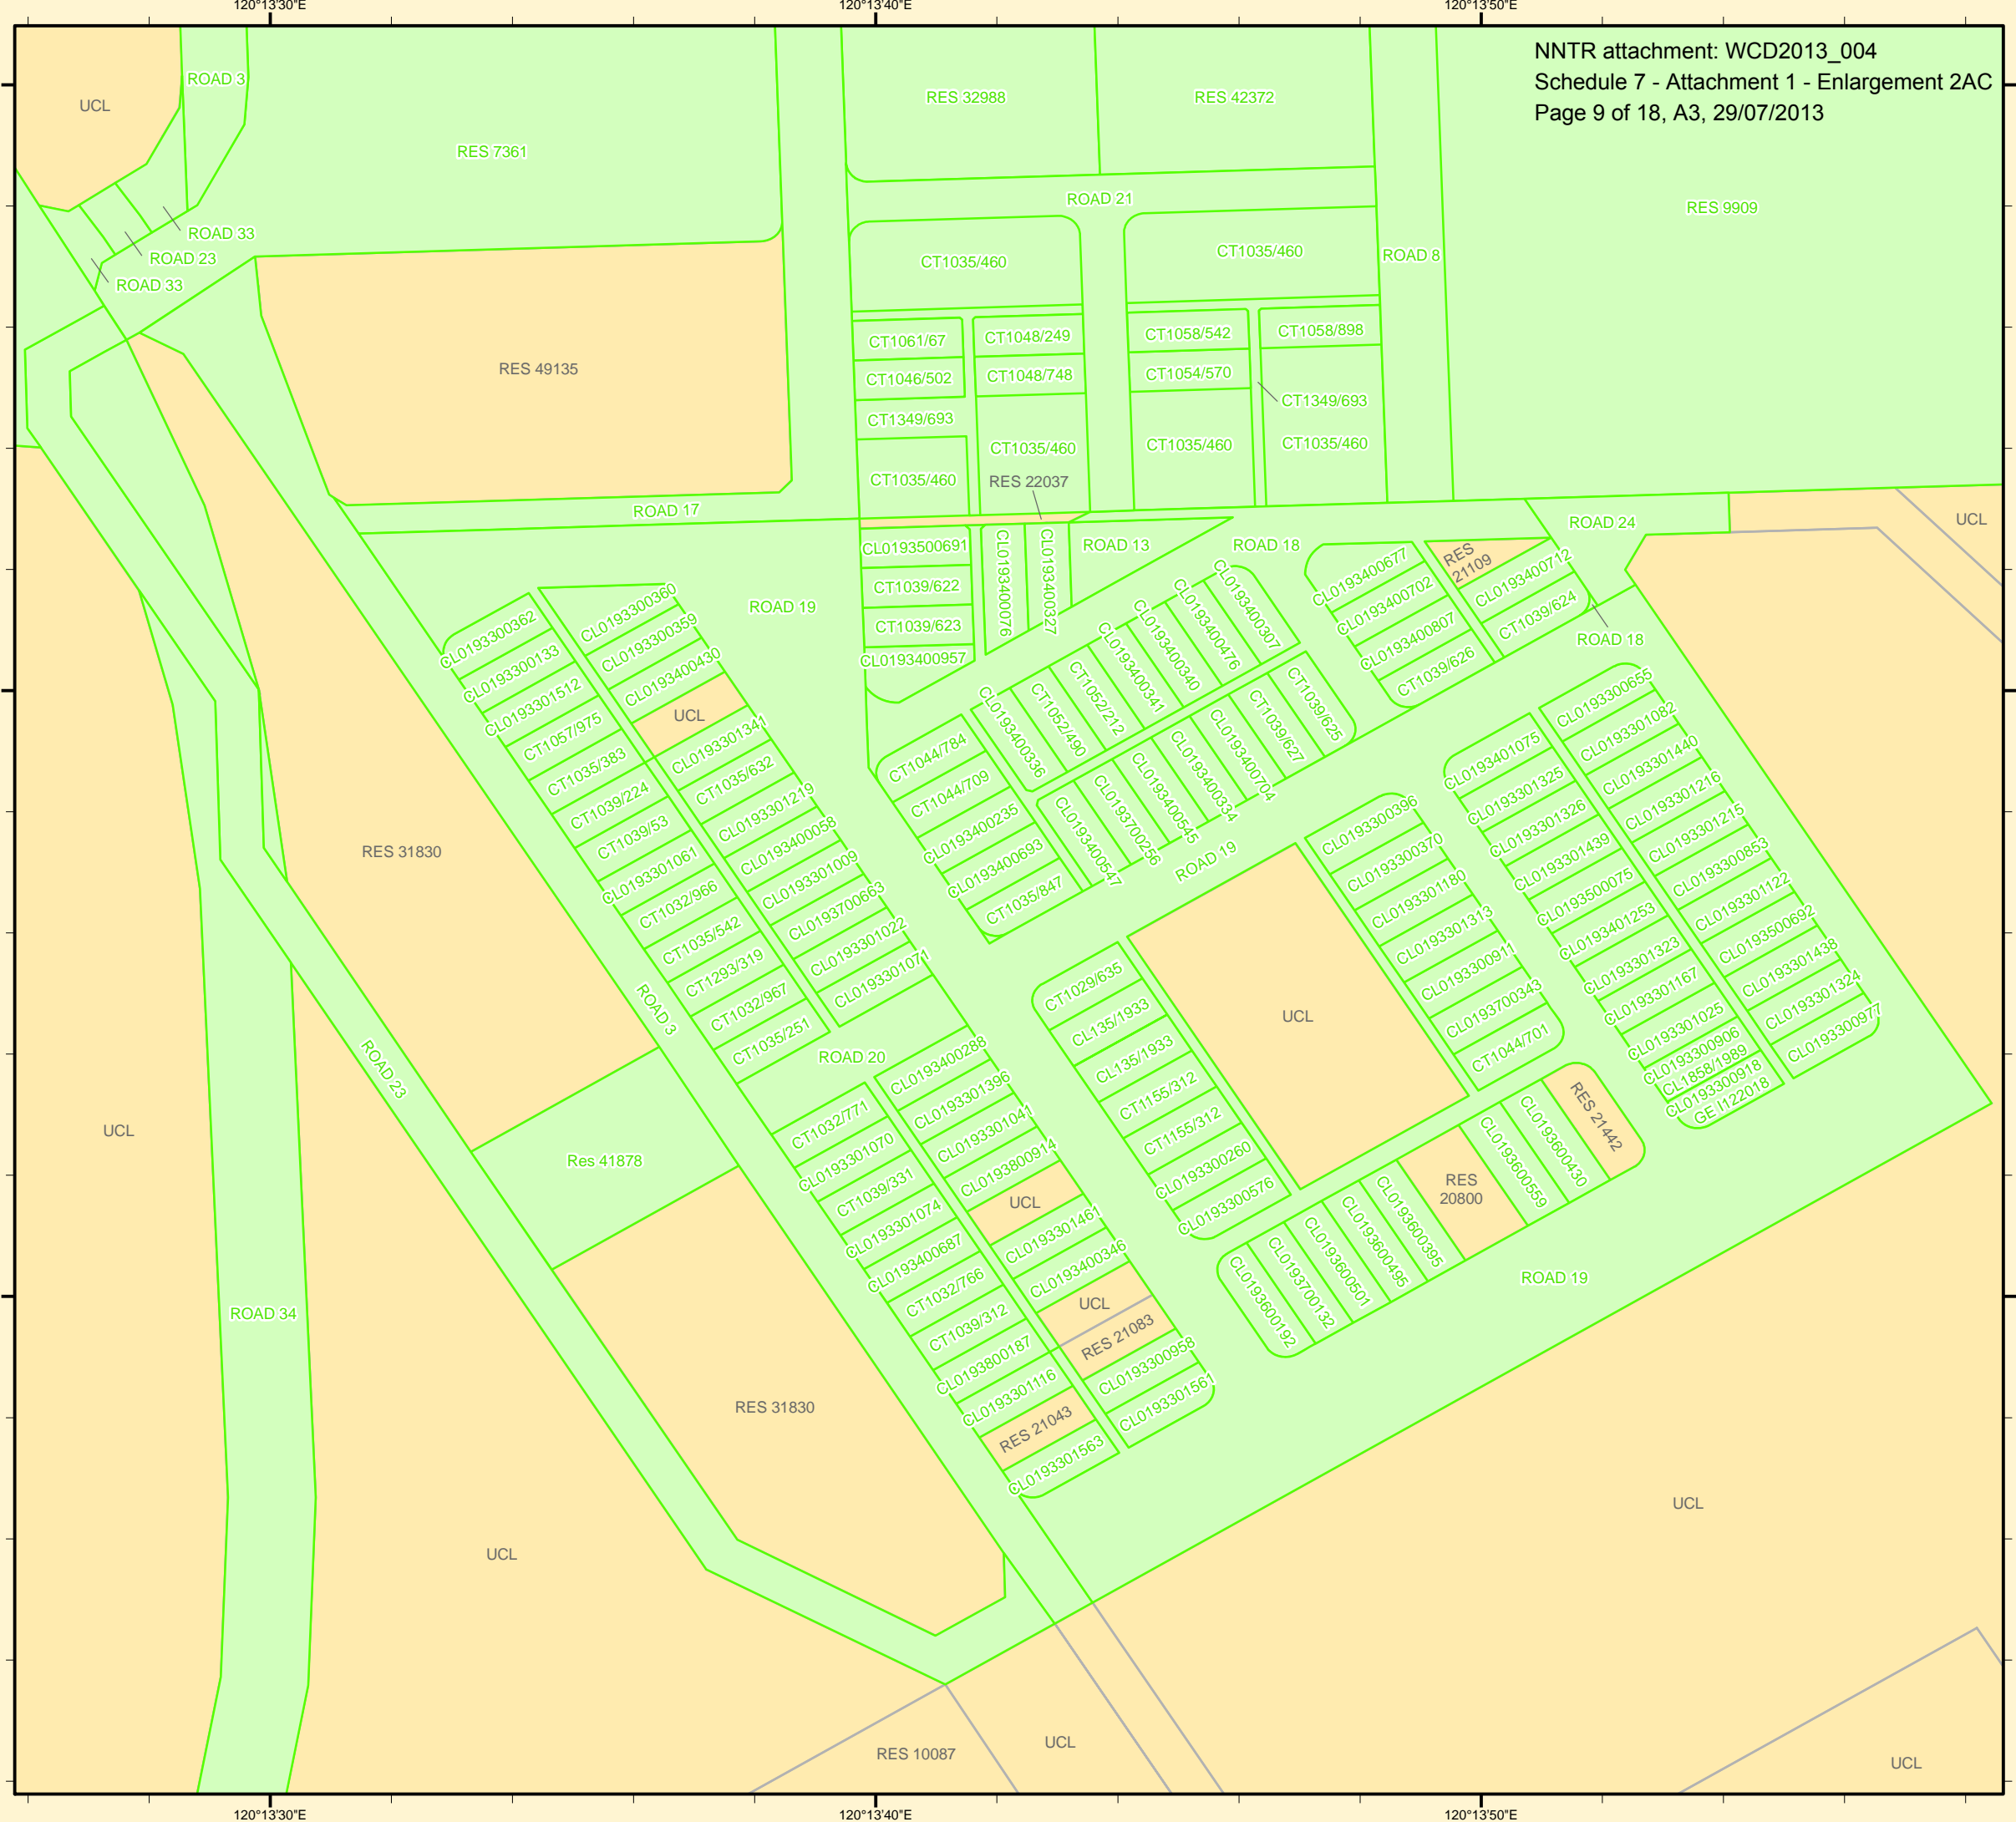 120°13'30"E
120°13'40"E
120°13'50"E
NNTR attachment: WCD2013_004
Schedule 7 - Attachment 1 - Enlargement 2AC
Page 9 of 18, A3, 29/07/2013
UCL
ROAD 3
RES 7361
RES 32988
RES 42372
ROAD 21
RES 9909
ROAD 33
ROAD 23
ROAD 33
CT1035/460
CT1035/460
ROAD 8
RES 49135
CT1061/67
CT1048/249
CT1058/542
CT1058/898
CT1046/502
CT1048/748
CT1054/570
CT1349/693
CT1349/693
CT1035/460
CT1035/460
CT1035/460
CT1035/460
RES 22037
ROAD 17
ROAD 24
UCL
CL0193500691
CT1039/622
CT1039/623
CL0193400957
CL0193400076
CL0193400327
ROAD 13
ROAD 18
CL0193400677
CL0193400702
CL0193400807
CT1039/626
RES
21109
CL0193400712
CT1039/624
ROAD 18
ROAD 19
CL0193300362
CL0193300133
CL0193301512
CT1057/975
CT1035/383
CT1039/224
CT1039/53
CL0193301061
CT1032/966
CT1035/542
CT1293/319
CT1032/967
CT1035/251
CL0193300360
CL0193300359
CL0193400430
UCL
CL0193301341
CT1035/632
CL0193301219
CL0193400058
CL0193301009
CL0193700663
CL0193301022
CL0193301071
CL0193400336
CT1052/490
CT1052/212
CL0193400341
CL0193400340
CL0193400476
CL0193400307
CT1044/784
CT1044/709
CL0193400235
CL0193400693
CT1035/847
CL0193400547
CL0193700256
CL0193400545
CL0193400334
CL0193400704
CT1039/627
CT1039/625
ROAD 19
CL0193300396
CL0193300370
CL0193301180
CL0193301313
CL0193300911
CL0193700343
CT1044/701
CL0193401075
CL0193301325
CL0193301326
CL0193301439
CL0193500075
CL0193401253
CL0193301323
CL0193301167
CL0193301025
CL0193300906
CL1858/1989
CL0193300918
GE I122018
CL0193300655
CL0193301082
CL0193301440
CL0193301216
CL0193301215
CL0193300853
CL0193301122
CL0193500692
CL0193301438
CL0193301324
CL0193300977
RES 31830
UCL
CT1029/635
CL135/1933
CL135/1933
CT1155/312
CT1155/312
CL0193300260
CL0193300576
ROAD 3
ROAD 20
ROAD 23
UCL
Res 41878
CT1032/771
CL0193301070
CT1039/331
CL0193301074
CL0193400687
CT1032/766
CT1039/312
CL0193800187
CL0193301116
RES 21043
CL0193301563
CL0193400288
CL0193301396
CL0193301041
CL0193800914
UCL
CL0193301461
CL0193400346
UCL
RES 21083
CL0193300958
CL0193301561
CL0193600192
CL0193700132
CL0193600501
CL0193600495
CL0193600395
RES
20800
CL0193600559
CL0193600430
RES 21442
ROAD 19
ROAD 34
RES 31830
UCL
UCL
RES 10087
UCL
UCL
120°13'30"E
120°13'40"E
120°13'50"E